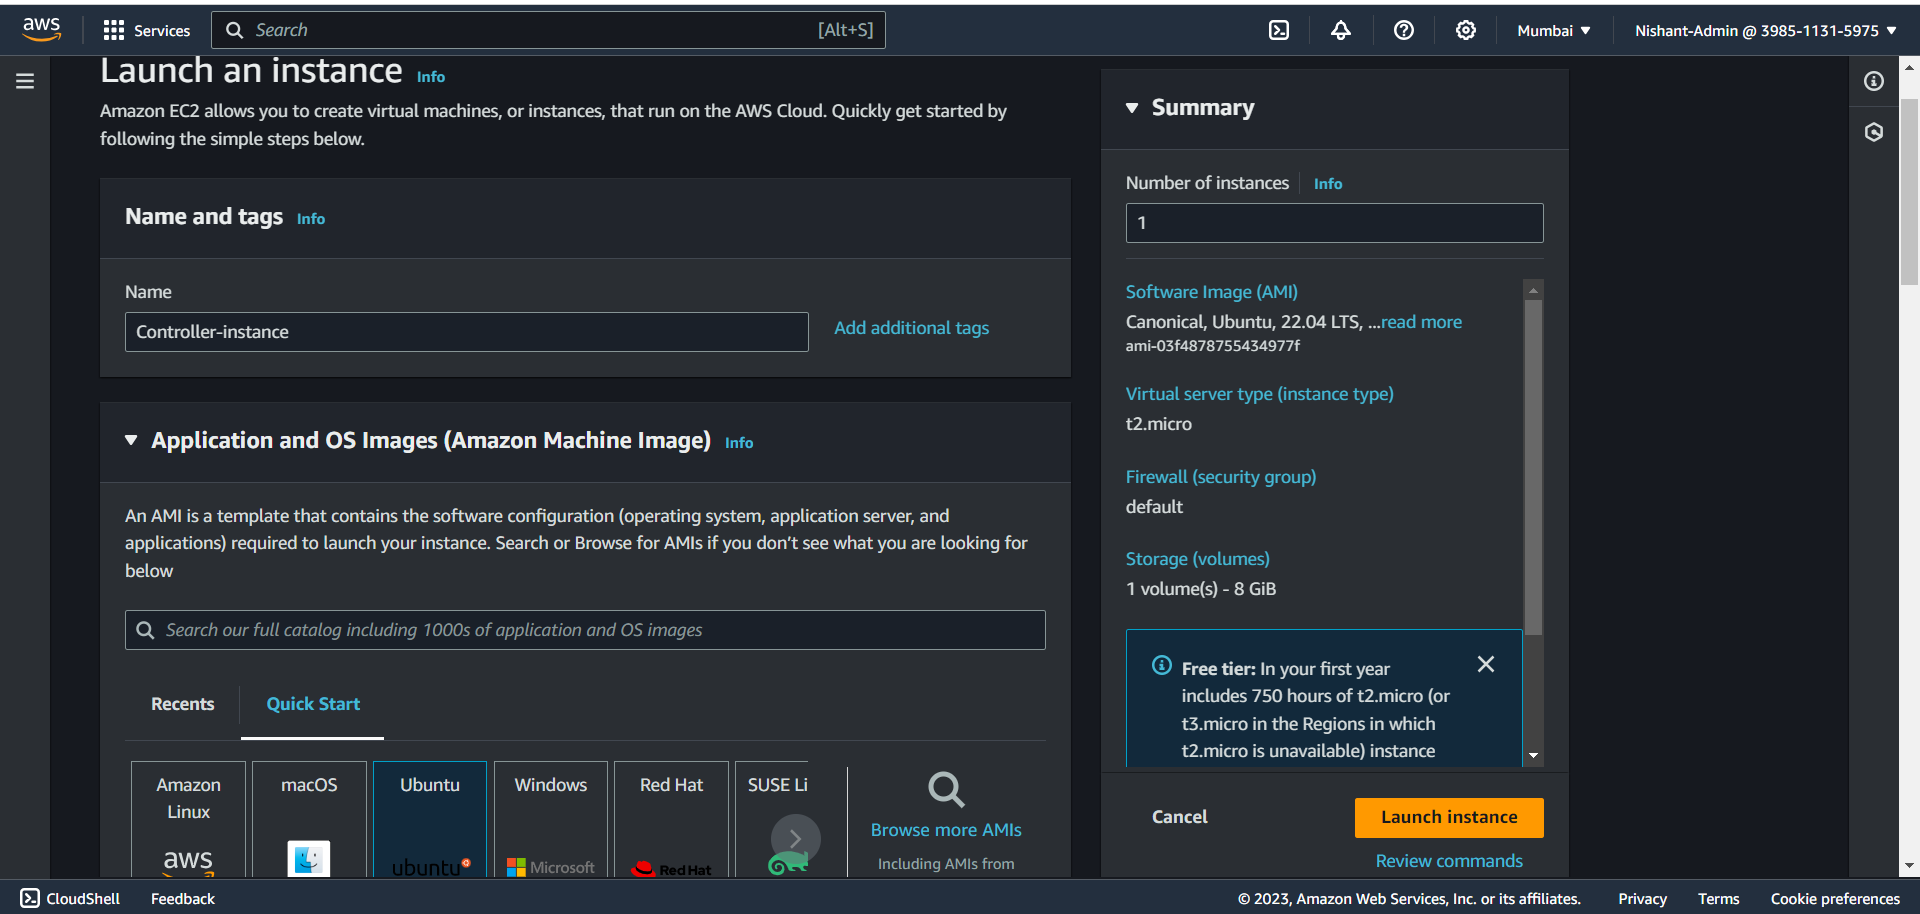 aws
Services
Search
[Alt+S]
Mumbai ▼
Nishant-Admin @ 3985-1131-5975 ▼
Launch an instance Info
Amazon EC2 allows you to create virtual machines, or instances, that run on the AWS Cloud. Quickly get started by
following the simple steps below.
Name and tags Info
Name
Controller-instance
Add additional tags
Application and OS Images (Amazon Machine Image) Info
An AMI is a template that contains the software configuration (operating system, application server, and
applications) required to launch your instance. Search or Browse for AMIs if you don’t see what you are looking for
below
Search our full catalog including 1000s of application and OS images
Recents
Quick Start
Amazon
Linux
aws
macOS
Ubuntu
ubuntu
Windows
Microsoft
Red Hat
Red Hat
SUSE Li
Browse more AMIs
Including AMIs from
Summary
Number of instances Info
1
Software Image (AMI)
Canonical, Ubuntu, 22.04 LTS, ...read more
ami-03f4878755434977f
Virtual server type (instance type)
t2.micro
Firewall (security group)
default
Storage (volumes)
1 volume(s) - 8 GiB
Free tier: In your first year
includes 750 hours of t2.micro (or
t3.micro in the Regions in which
t2.micro is unavailable) instance
Cancel
Launch instance
Review commands
CloudShell
Feedback
© 2023, Amazon Web Services, Inc. or its affiliates.
Privacy
Terms
Cookie preferences